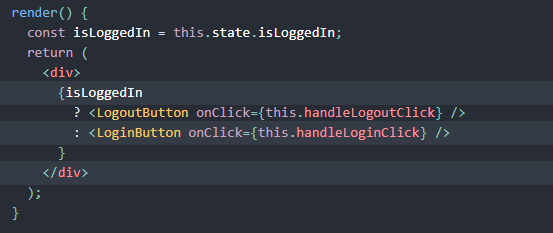 render() {
  const isLoggedIn = this.state.isLoggedIn;
  return (
    <div>
      {isLoggedIn
        ? <LogoutButton onClick={this.handleLogoutClick} />
        : <LoginButton onClick={this.handleLoginClick} />
      }
    </div>
  );
}